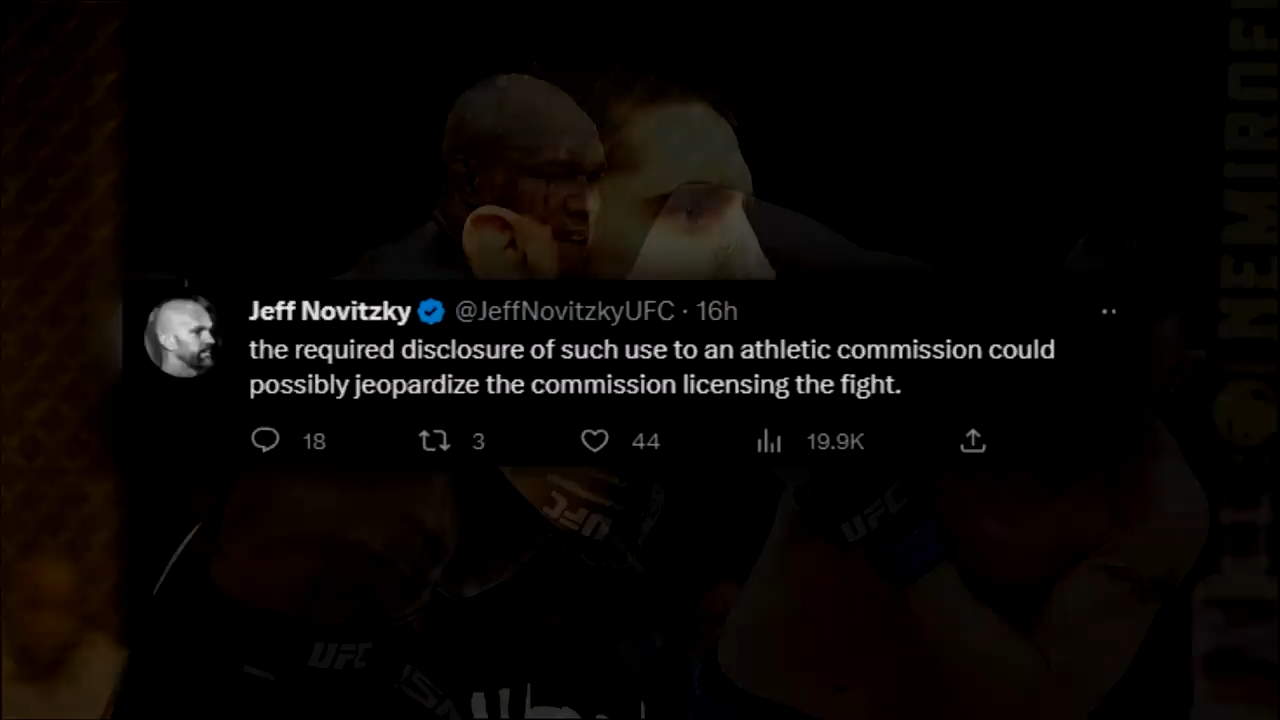 Jeff Novitzky @JeffNovitzkyUFC · 16h
the required disclosure of such use to an athletic commission could
possibly jeopardize the commission licensing the fight.
18 3 44 19.9K
UFC
UFC
UFC
NEMIROFF